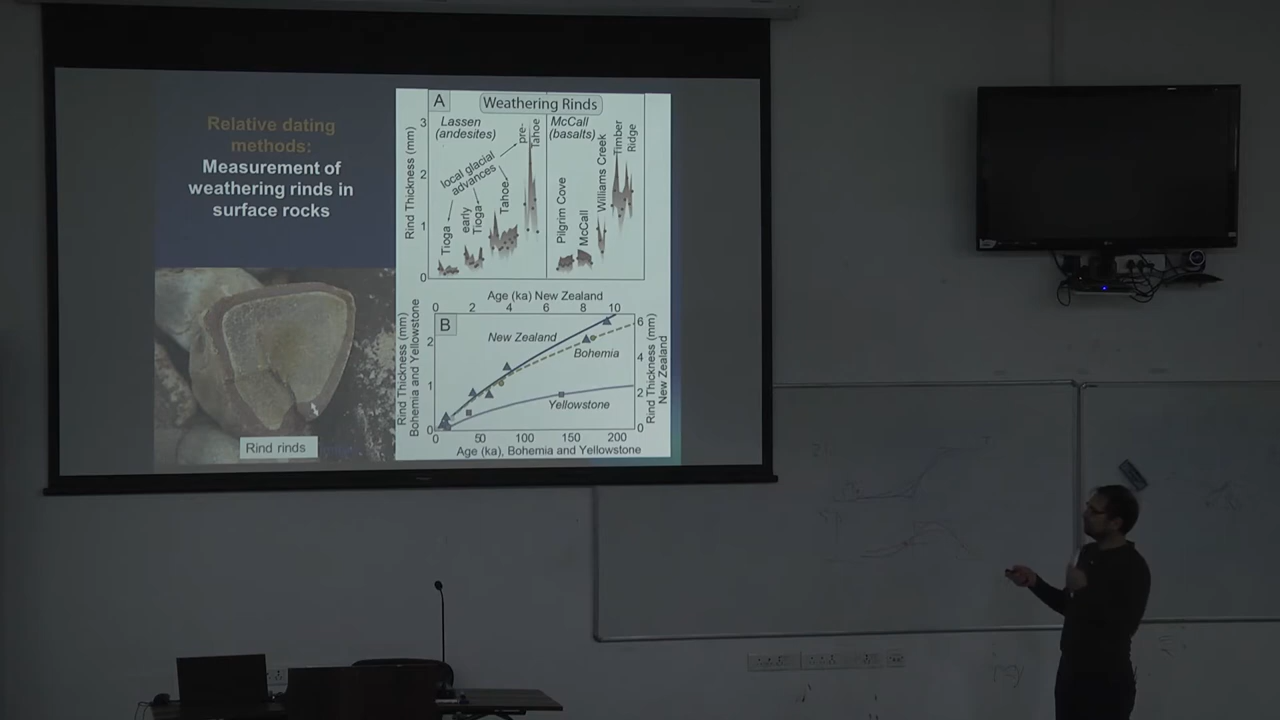 Relative dating
methods:
Measurement of
weathering rinds in
surface rocks
Rind rinds
A
Weathering Rinds
Lassen
(andesites)
McCall
(basalts)
Rind Thickness (mm)
3
2
1
0
local glacial
advances
Tioga
early
Tioga
Tahoe
pre-
Tahoe
Pilgrim Cove
McCall
Williams Creek
Timber
Ridge
Age (ka) New Zealand
0 2 4 6 8 10
B
Rind Thickness (mm)
Bohemia and Yellowstone
2
1
0
New Zealand
Bohemia
Yellowstone
6
4
2
0
Rind Thickness (mm)
New Zealand
0 50 100 150 200
Age (ka), Bohemia and Yellowstone